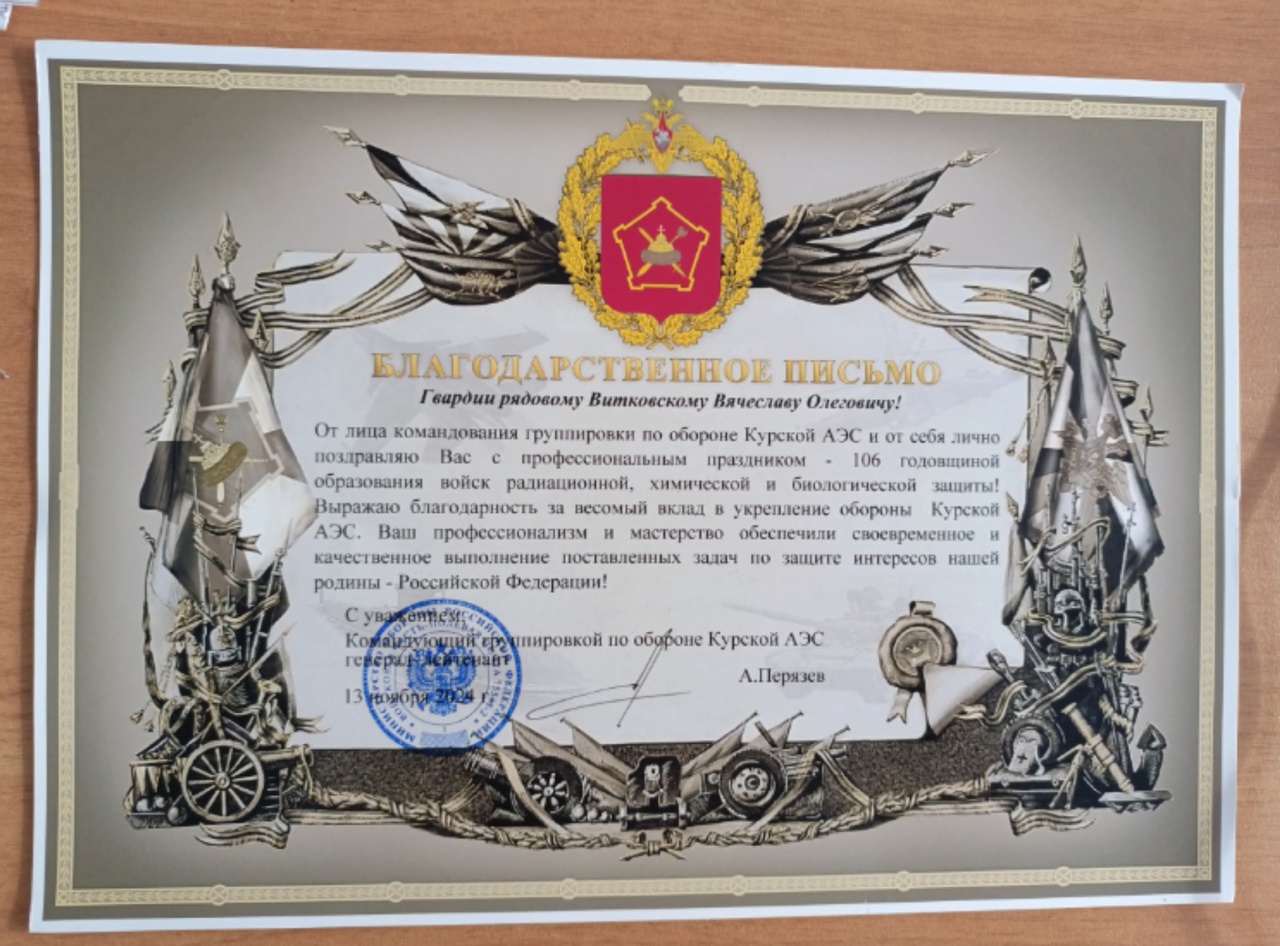 БЛАГОДАРСТВЕННОЕ ПИСЬМО
Гвардии рядовому Витковскому Вячеславу Олеговичу!
От лица командования группировки по обороне Курской АЭС и от себя лично
поздравляю Вас с профессиональным праздником - 106 годовщиной
образования войск радиационной, химической и биологической защиты!
Выражаю благодарность за весомый вклад в укрепление обороны Курской
АЭС. Ваш профессионализм и мастерство обеспечили своевременное и
качественное выполнение поставленных задач по защите интересов нашей
родины - Российской Федерации!
С уважением,
Командующий группировкой по обороне Курской АЭС
генерал-лейтенант
А.Перязев
13 ноября 2024 г.